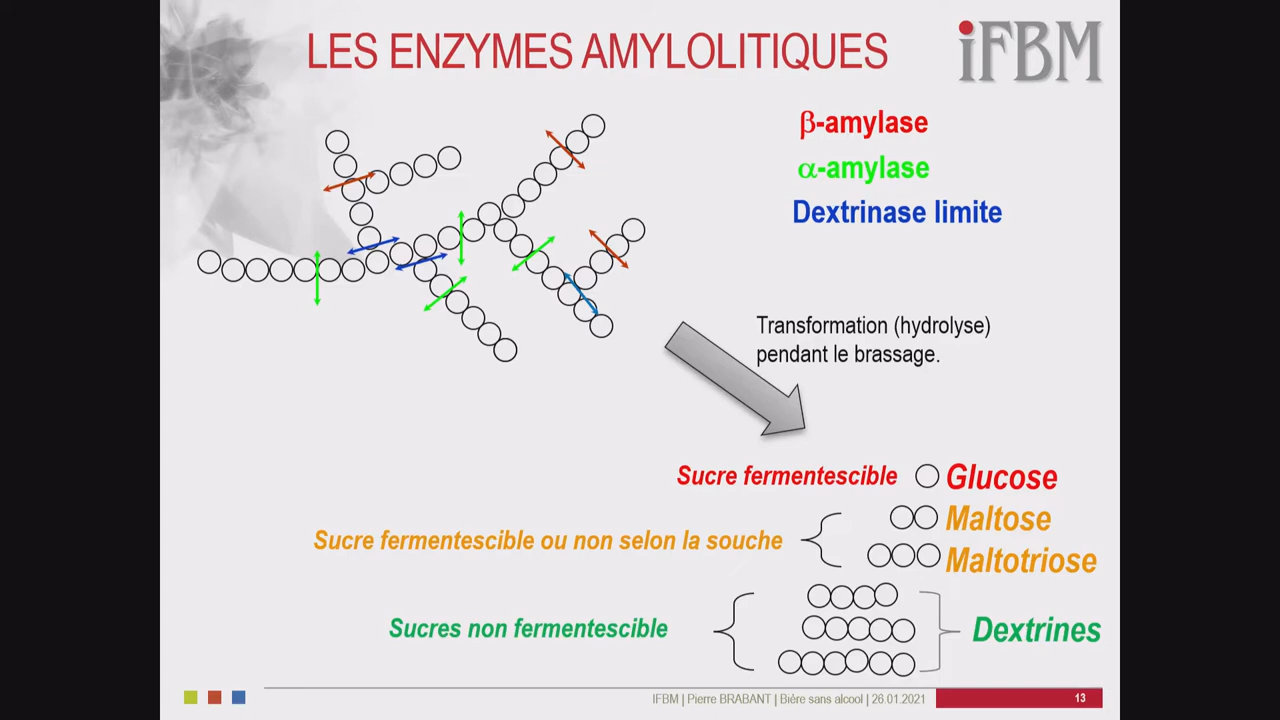 LES ENZYMES AMYLOLITIQUES
iFBM
β-amylase
α-amylase
Dextrinase limite
Transformation (hydrolyse)
pendant le brassage.
Sucre fermentescible
Glucose
Maltose
Sucre fermentescible ou non selon la souche
Maltotriose
Sucres non fermentescible
Dextrines
IFBM | Pierre BRABANT | Bière sans alcool | 26.01.2021
13